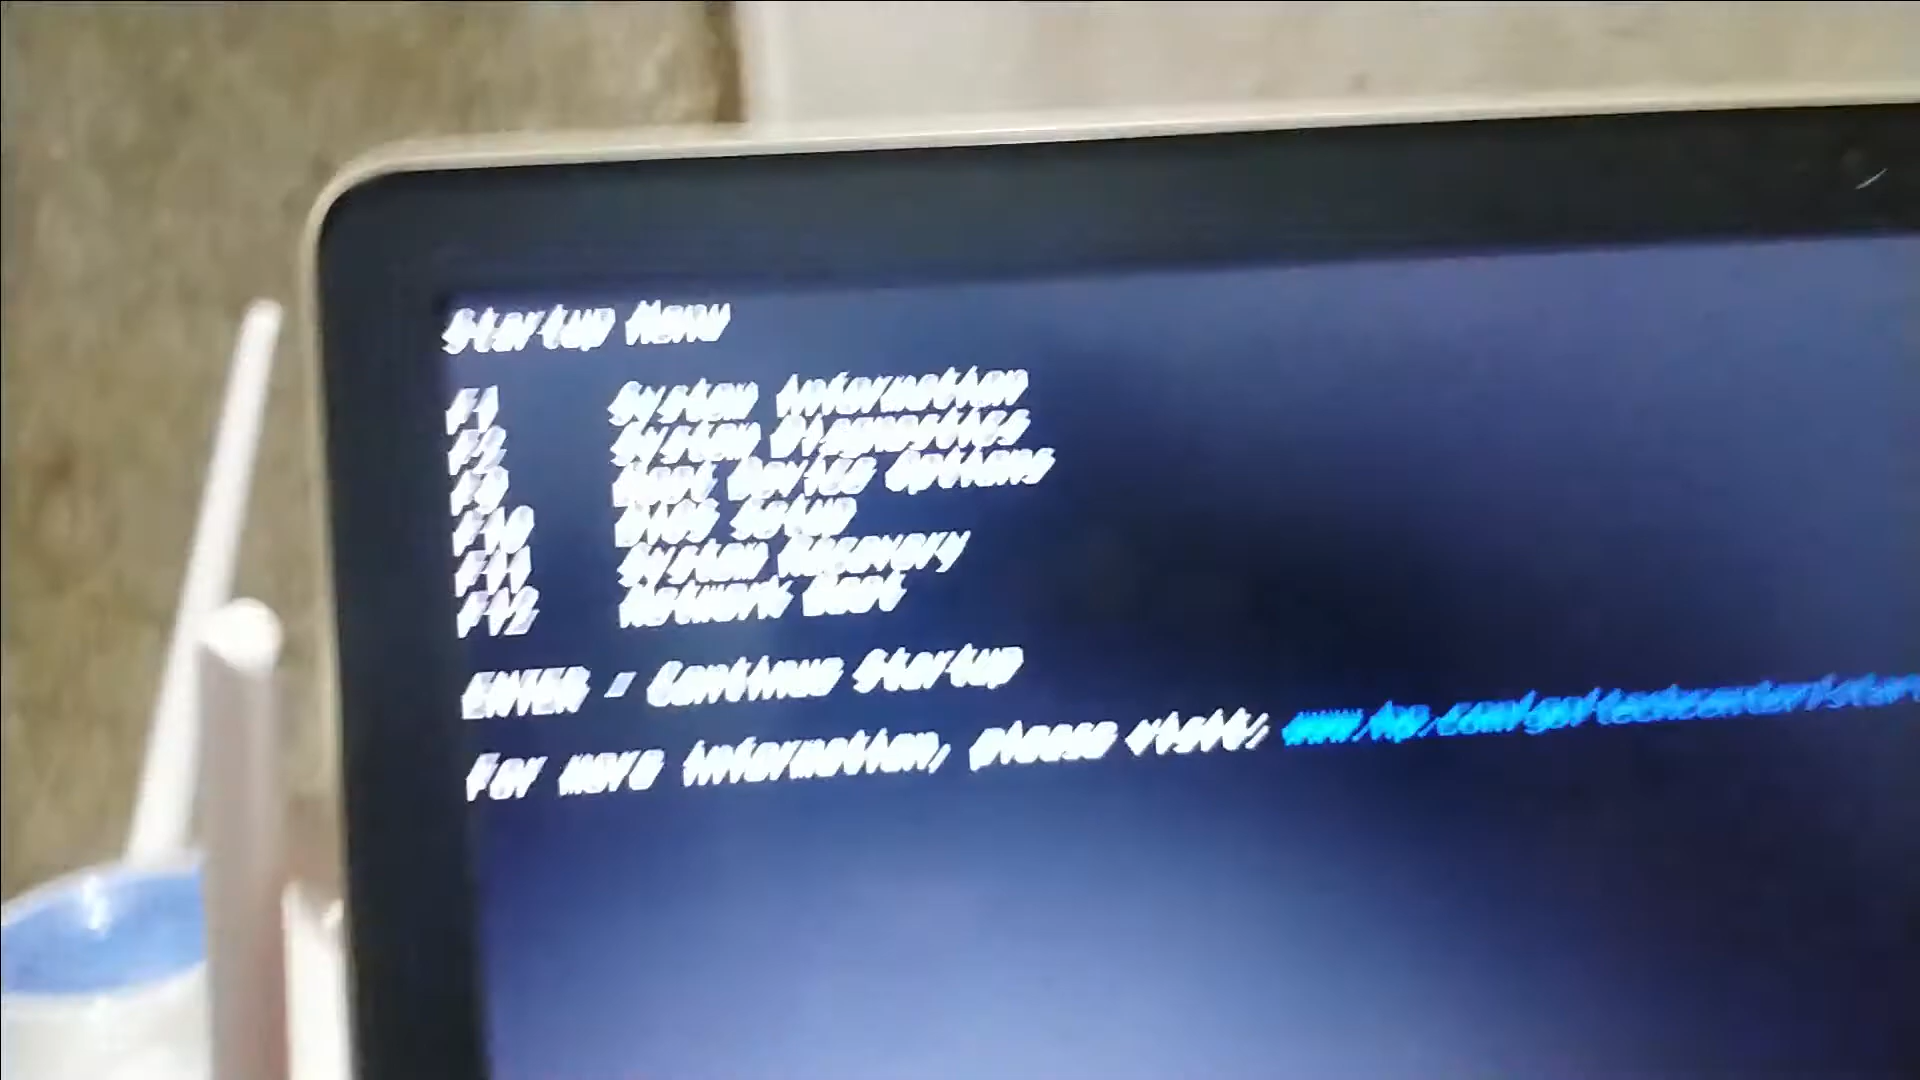 Startup Menu
F1 System Information
F2 System Diagnostics
F9 Boot Device Options
F10 BIOS Setup
F11 System Recovery
F12 Network Boot
ENTER - Continue Startup
For more information, please visit: www.hp.com/go/techcenter/start